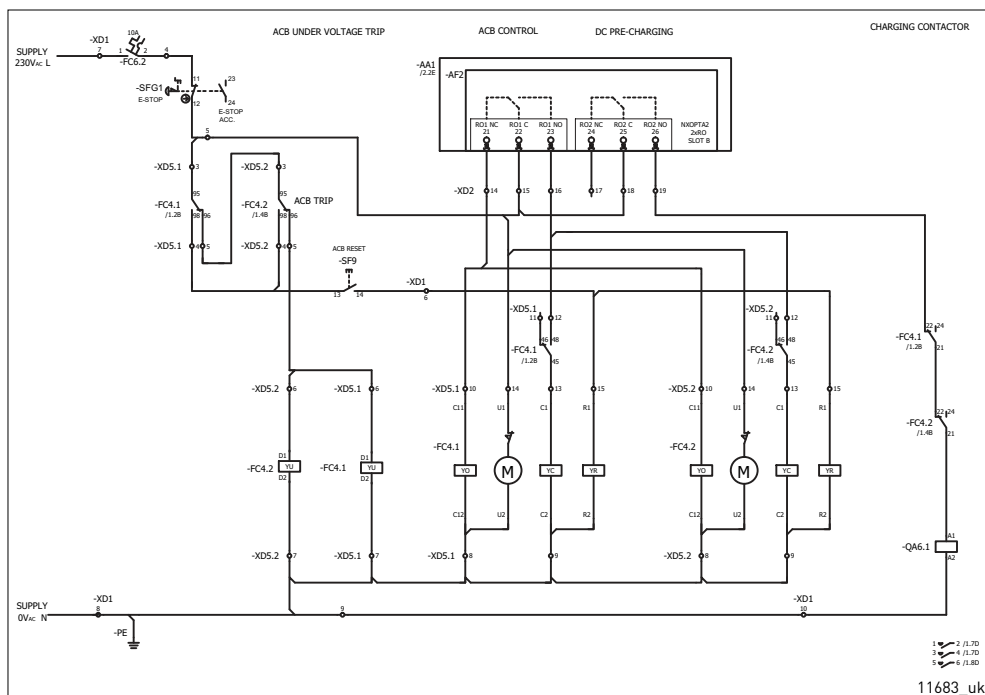 ACB UNDER VOLTAGE TRIP
ACB CONTROL
DC PRE-CHARGING
CHARGING CONTACTOR
SUPPLY
230VAC L
-XD1
7
10A
1
2
4
-FC6.2
-SFG1
E-STOP
11
12
23
24
E-STOP
ACC.
5
-AA1
/2.2E
-AF2
RO1 NC
21
RO1 C
22
RO1 NO
23
RO2 NC
24
RO2 C
25
RO2 NO
26
NXOPTA2
2xRO
SLOT B
-XD2
14
15
16
17
18
19
-XD5.1
3
-XD5.2
3
95
-FC4.1
/1.2B
98
96
95
-FC4.2
/1.4B
98
96
ACB TRIP
-XD5.1
4
5
-XD5.2
4
5
ACB RESET
-SF9
13
14
-XD1
6
-XD5.1
11
12
46
48
-FC4.1
/1.2B
45
-XD5.2
11
12
46
48
-FC4.2
/1.4B
45
22
24
-FC4.1
/1.2B
21
22
24
-FC4.2
/1.4B
21
-XD5.2
6
-XD5.1
6
-XD5.1
10
14
13
15
-XD5.2
10
14
13
15
C11
U1
C1
R1
C11
U1
C1
R1
-FC4.2
D1
YU
D2
-FC4.1
D1
YU
D2
-FC4.1
YO
M
YC
YR
-FC4.2
YO
M
YC
YR
C12
U2
C2
R2
C12
U2
C2
R2
-QA6.1
A1
A2
-XD5.2
7
-XD5.1
7
-XD5.1
8
9
-XD5.2
8
9
SUPPLY
0VAC N
-XD1
8
9
-XD1
10
-PE
1
2 /1.7D
3
4 /1.7D
5
6 /1.8D
11683_uk